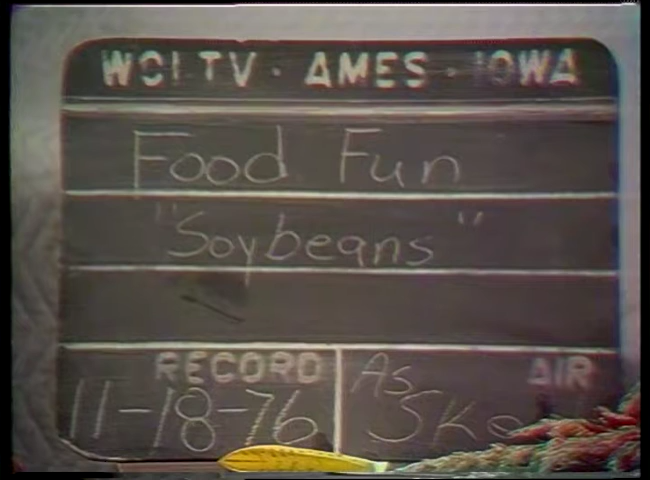 WOI TV · AMES · IOWA
Food Fun
"Soybeans"
RECORD
AIR
11-18-76
As